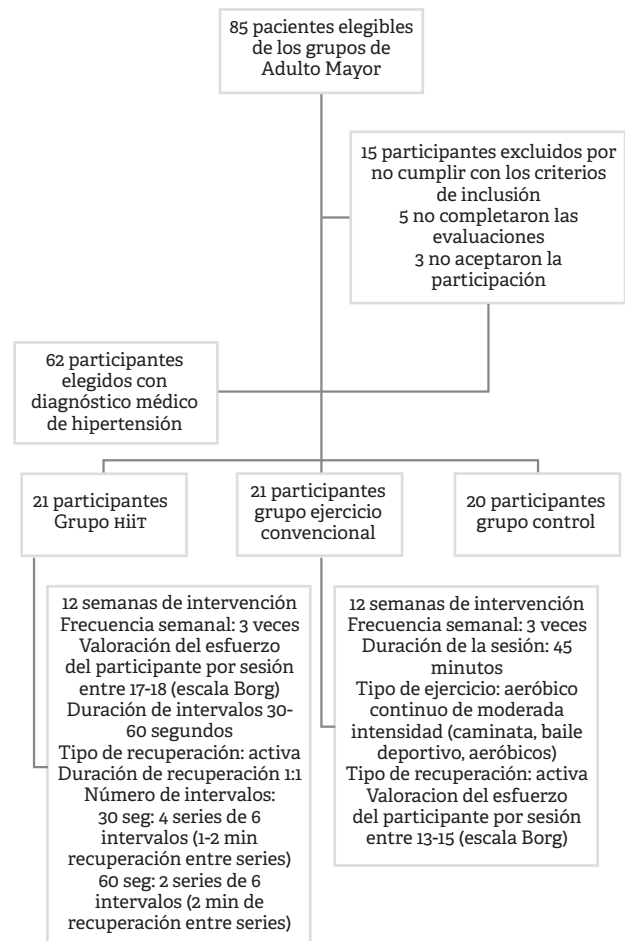 85 pacientes elegibles
de los grupos de
Adulto Mayor
15 participantes excluidos por
no cumplir con los criterios
de inclusión
5 no completaron las
evaluaciones
3 no aceptaron la
participación
62 participantes
elegidos con
diagnóstico médico
de hipertensión
21 participantes
Grupo HiiT
21 participantes
grupo ejercicio
convencional
20 participantes
grupo control
12 semanas de intervención
Frecuencia semanal: 3 veces
Valoración del esfuerzo
del participante por sesión
entre 17-18 (escala Borg)
Duración de intervalos 30-
60 segundos
Tipo de recuperación: activa
Duración de recuperación 1:1
Número de intervalos:
30 seg: 4 series de 6
intervalos (1-2 min
recuperación entre series)
60 seg: 2 series de 6
intervalos (2 min de
recuperación entre series)
12 semanas de intervención
Frecuencia semanal: 3 veces
Duración de la sesión: 45
minutos
Tipo de ejercicio: aeróbico
continuo de moderada
intensidad (caminata, baile
deportivo, aeróbicos)
Tipo de recuperación: activa
Valoracion del esfuerzo
del participante por sesión
entre 13-15 (escala Borg)